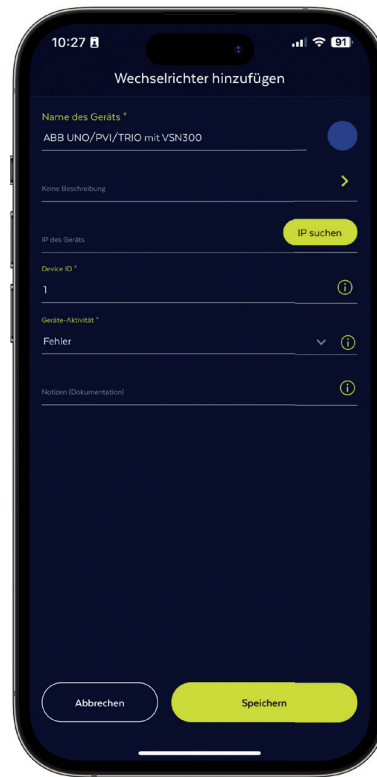 10:27
91
Wechselrichter hinzufügen
Name des Geräts *
ABB UNO/PVI/TRIO mit VSN300
Keine Beschreibung
IP des Geräts
IP suchen
Device ID *
1
Geräte-Aktivität *
Fehler
Notizen (Dokumentation)
Abbrechen
Speichern